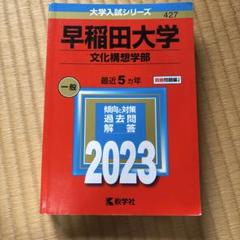 大学入試シリーズ
427
早稲田大学
文化構想学部
一般
最近5ヵ年
傾向と対策
過去問
解答
2023
教学社